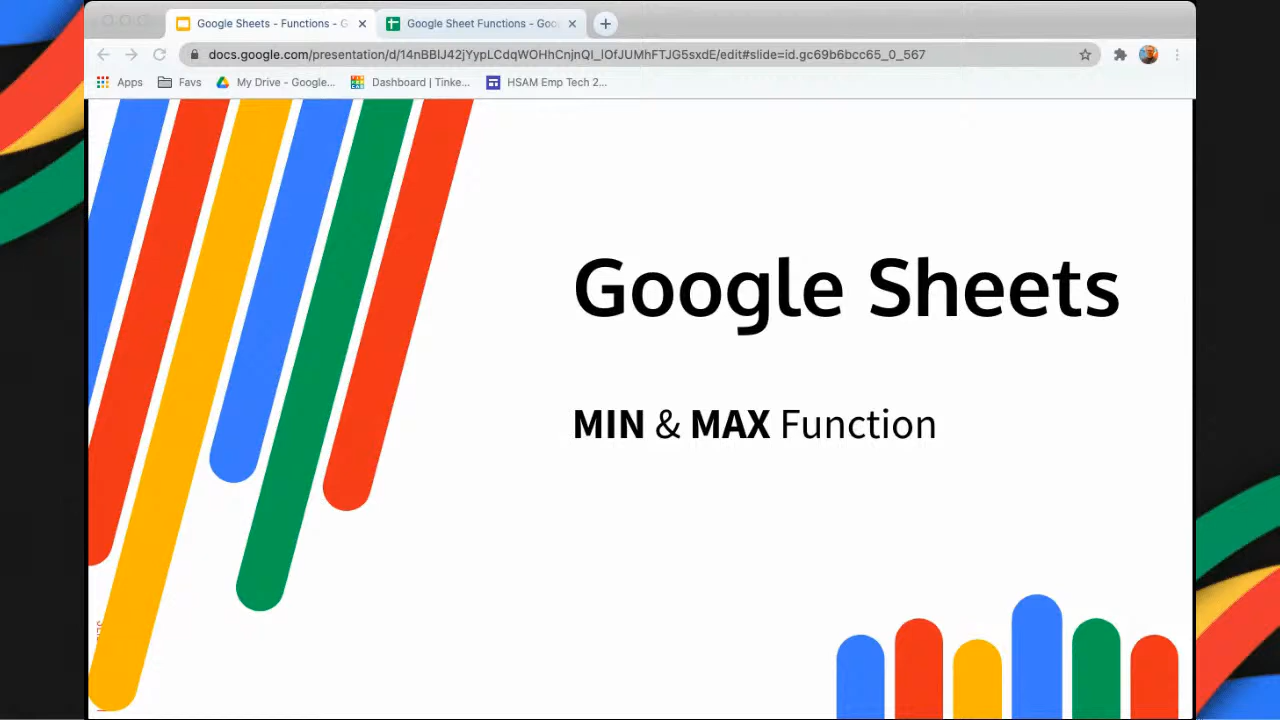 Google Sheets - Functions - G
Google Sheet Functions - Goo
docs.google.com/presentation/d/14nBBlJ42jYypLCdqWOHhCnjnQI_IOfJUMhFTJG5sxdE/edit#slide=id.gc69b6bcc65_0_567
Apps
Favs
My Drive - Google...
Dashboard | Tinke...
HSAM Emp Tech 2...
Google Sheets
MIN & MAX Function